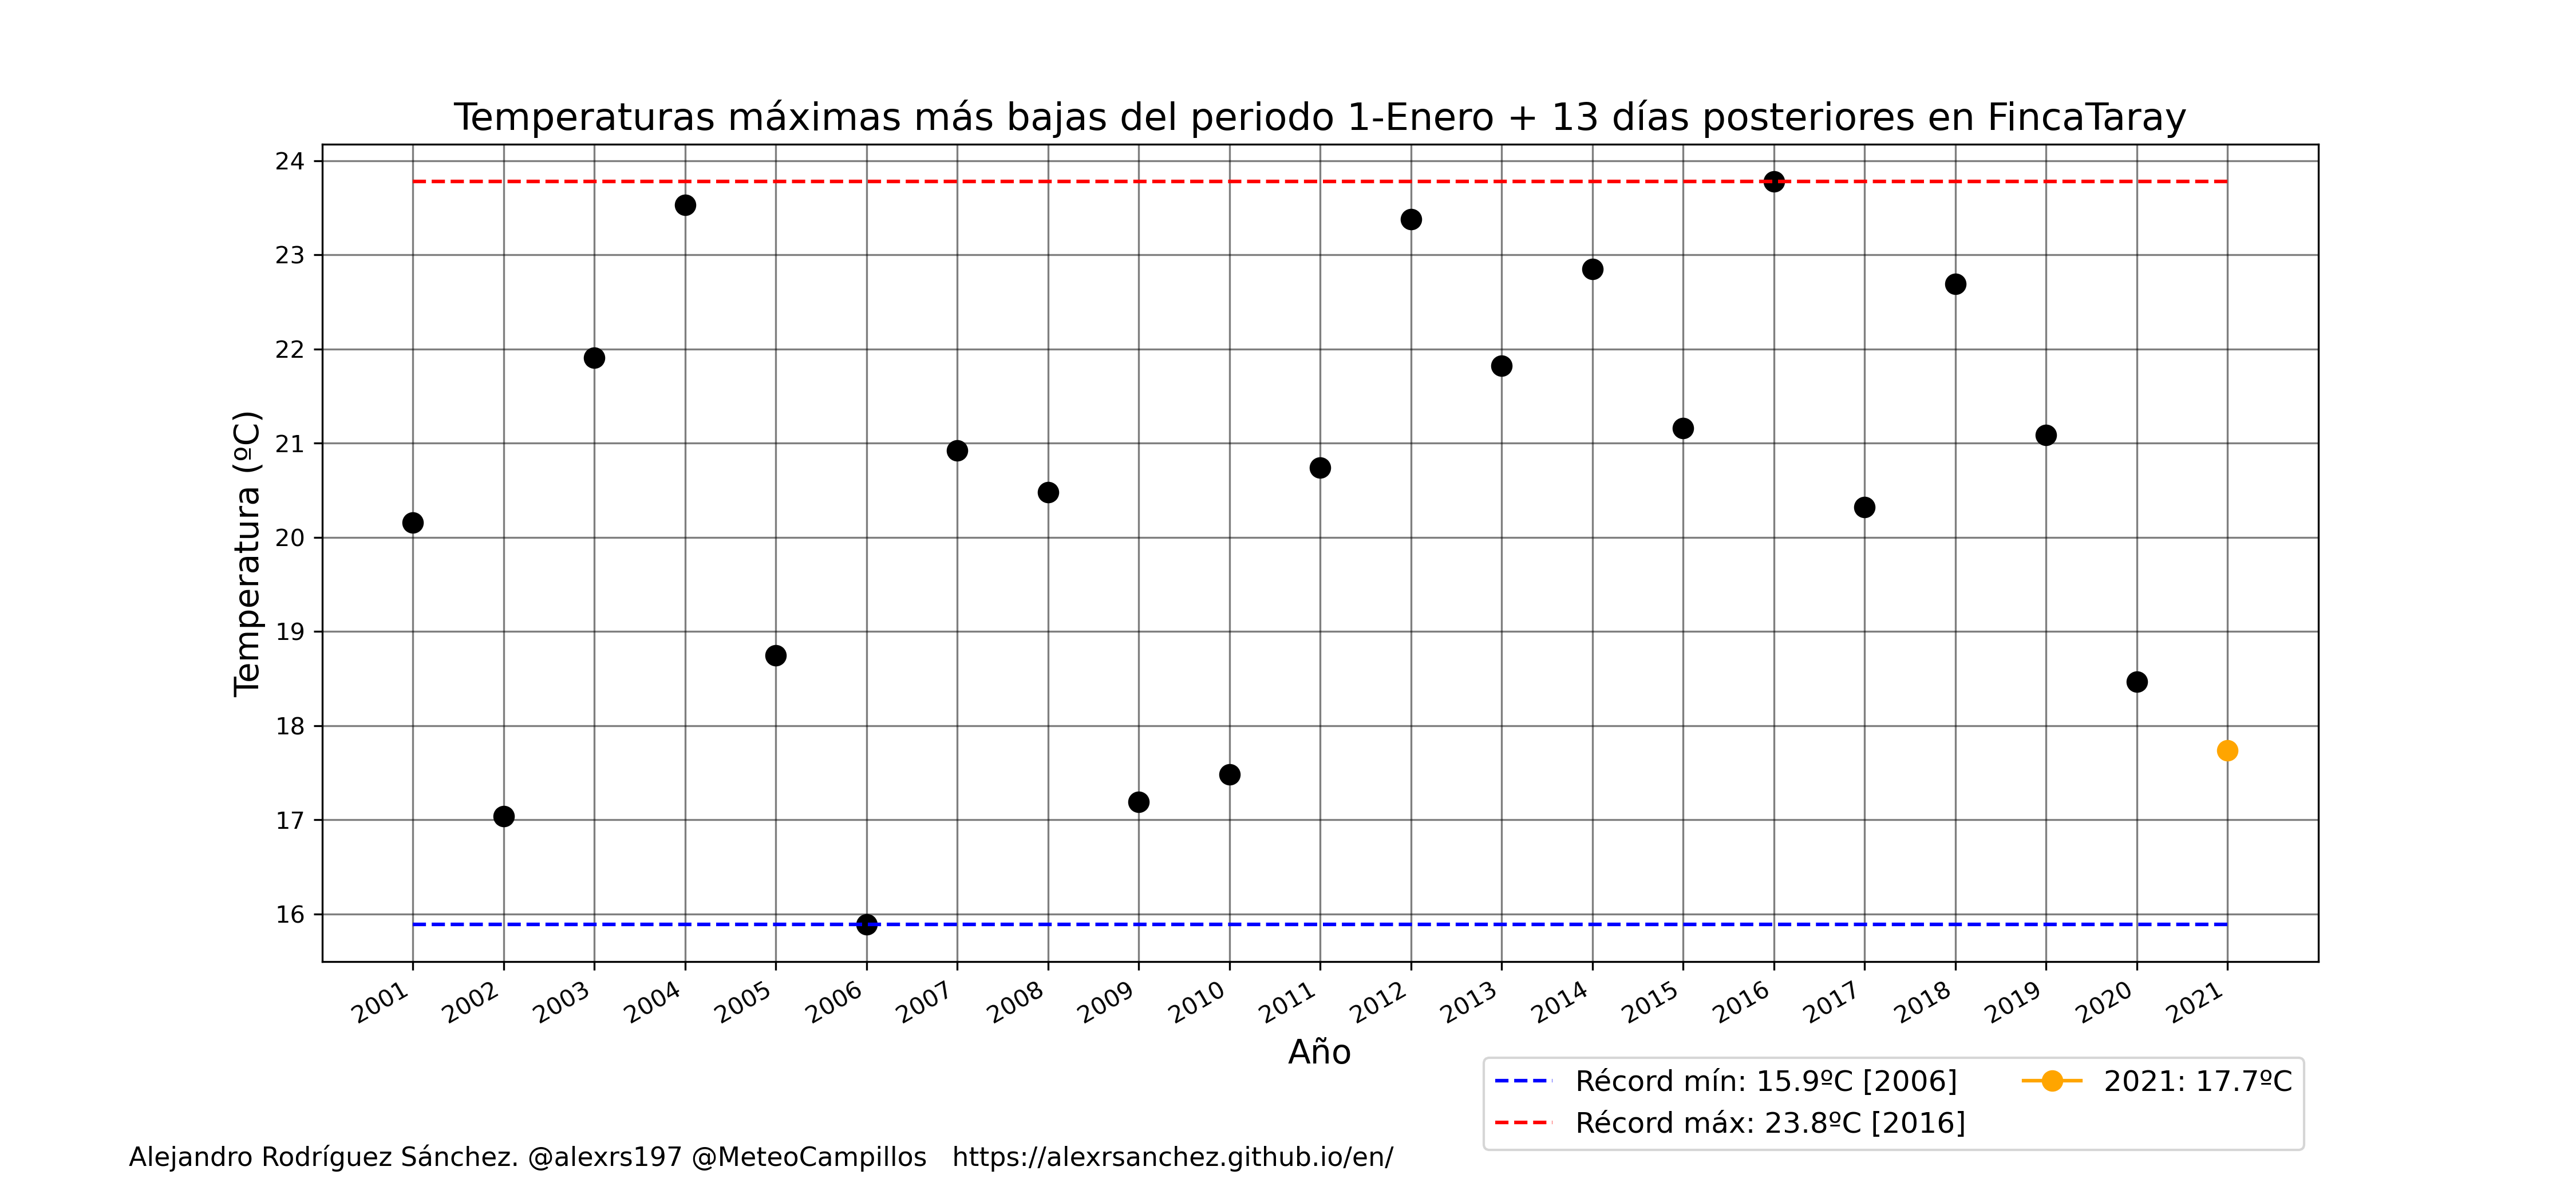 Temperaturas máximas más bajas del periodo 1-Enero + 13 días posteriores en FincaTaray
Temperatura (ºC)
24
23
22
21
20
19
18
17
16
2001 2002 2003 2004 2005 2006 2007 2008 2009 2010 2011 2012 2013 2014 2015 2016 2017 2018 2019 2020 2021
Año
Récord mín: 15.9ºC [2006]
Récord máx: 23.8ºC [2016]
2021: 17.7ºC
Alejandro Rodríguez Sánchez. @alexrs197 @MeteoCampillos https://alexrsanchez.github.io/en/